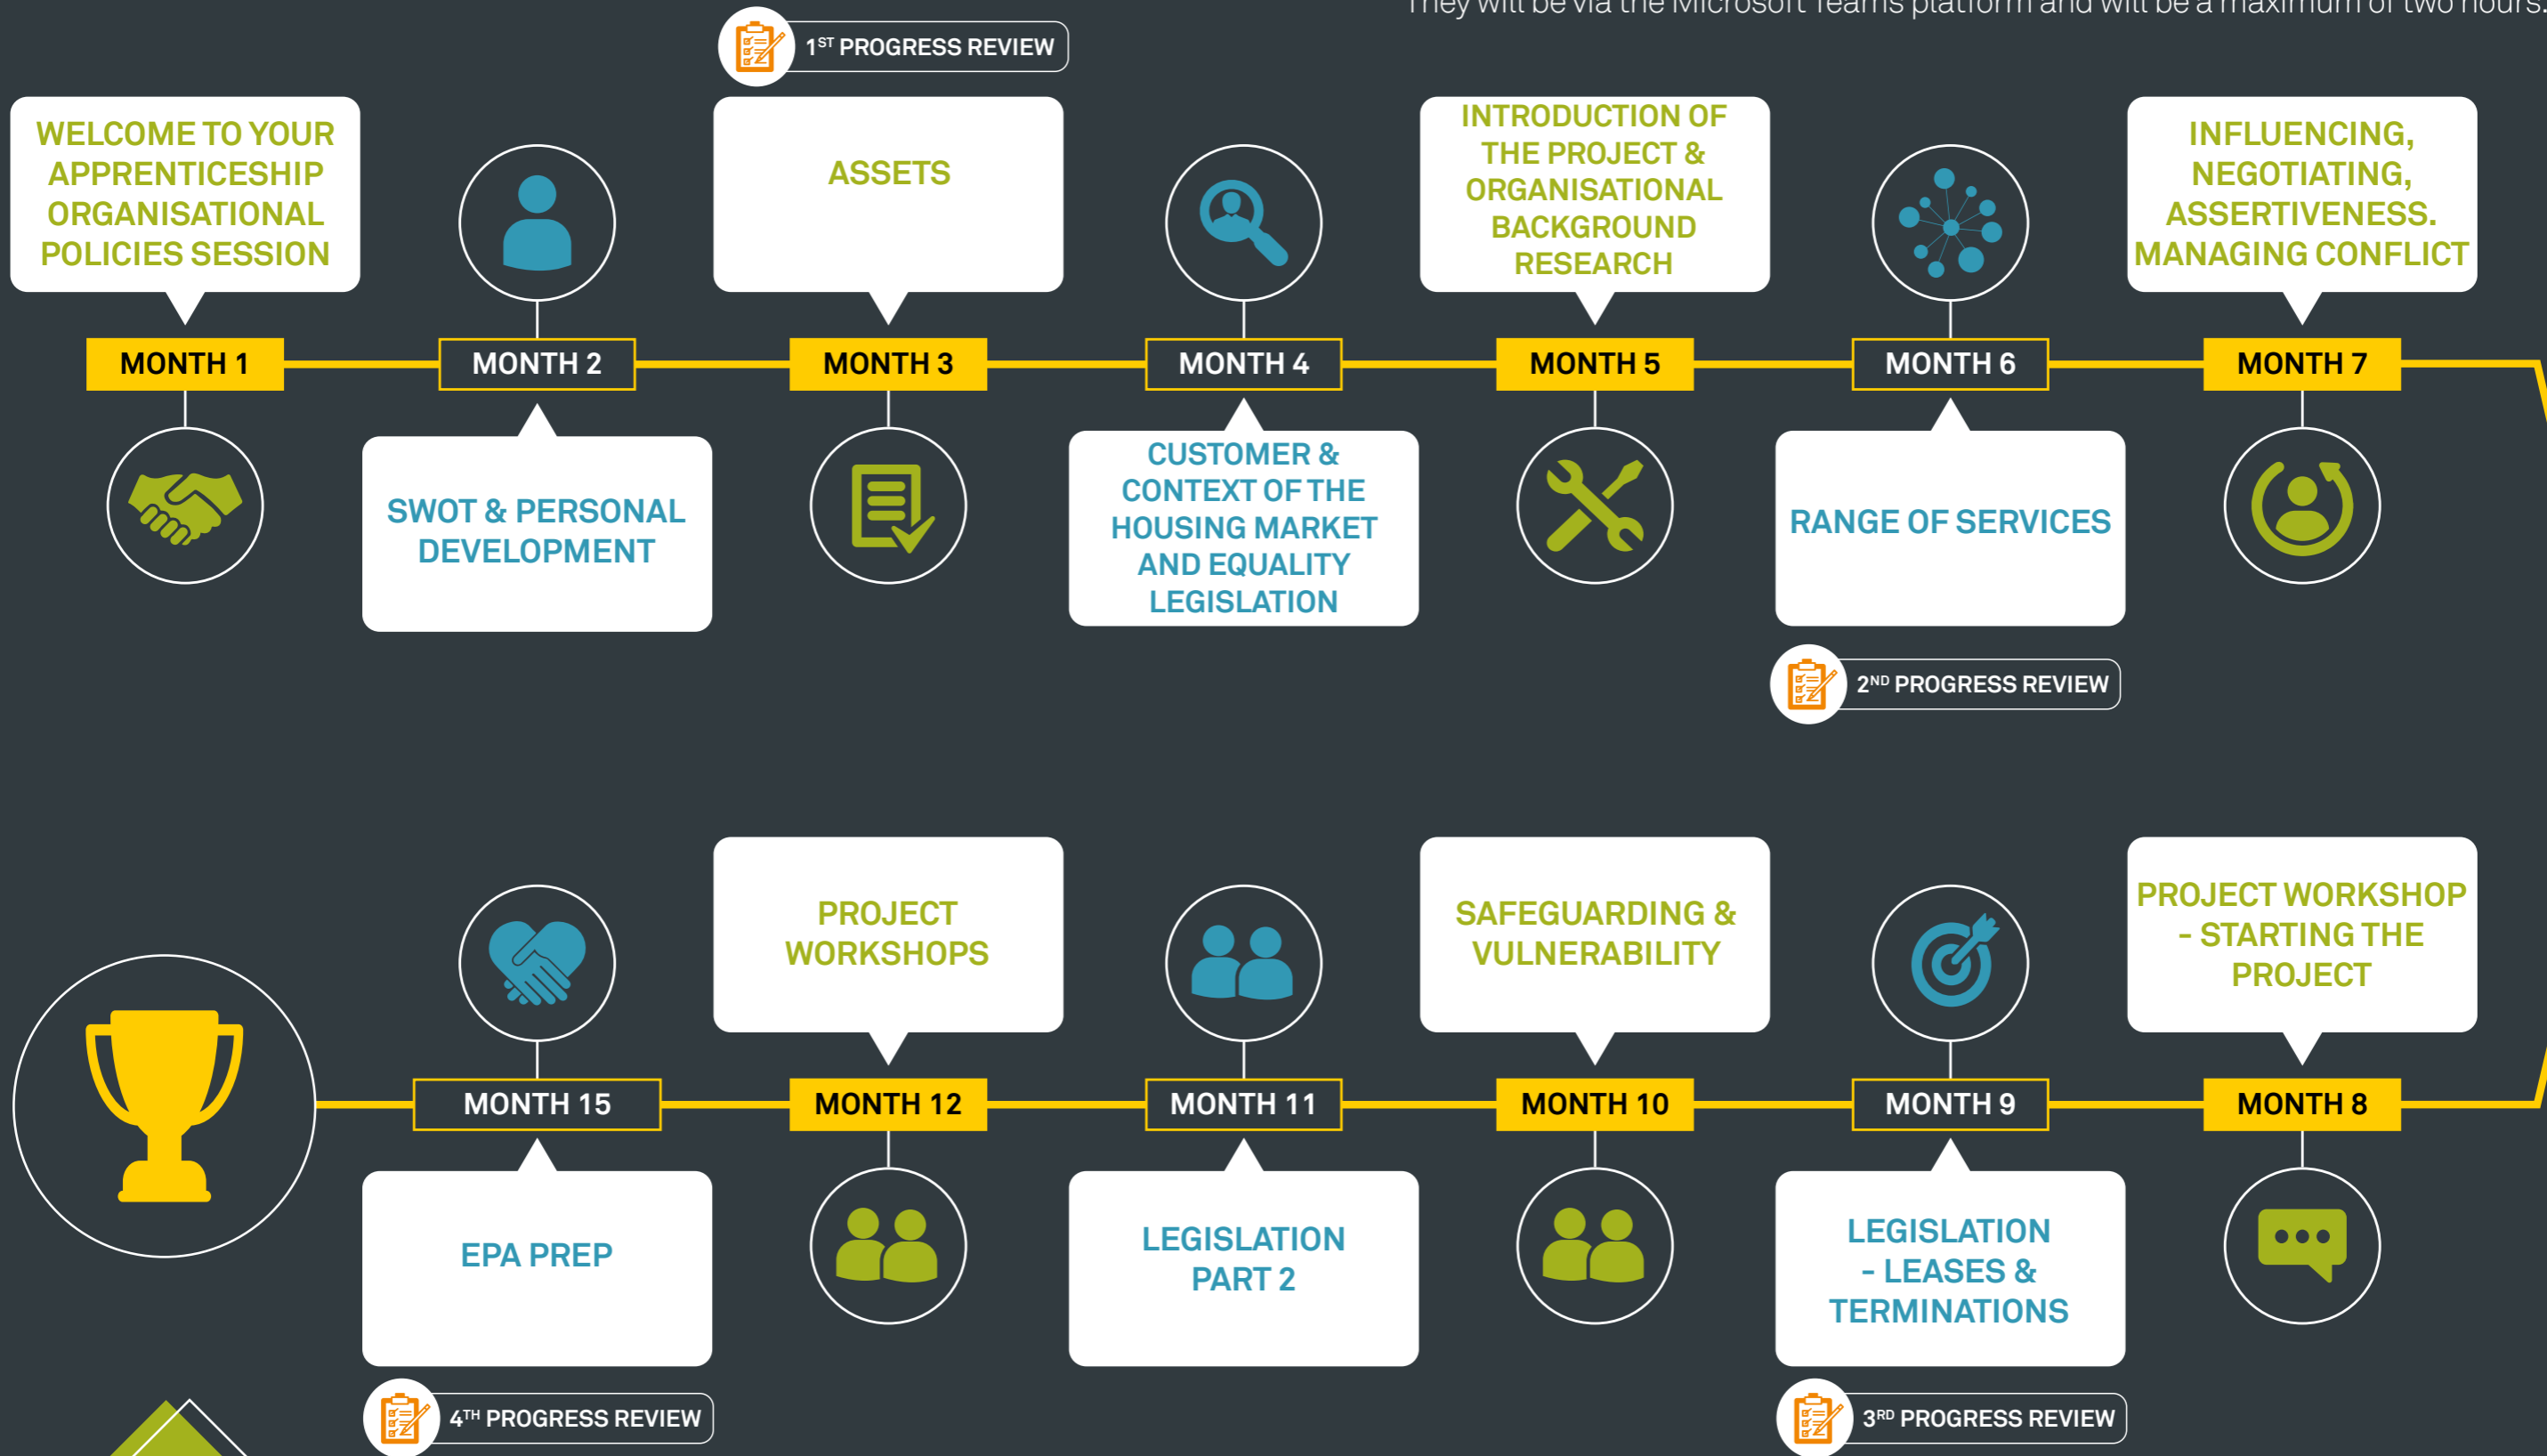 They will be via the Microsoft Teams platform and will be a maximum of two hours.
1ST PROGRESS REVIEW
WELCOME TO YOUR
APPRENTICESHIP
ORGANISATIONAL
POLICIES SESSION
ASSETS
INTRODUCTION OF
THE PROJECT &
ORGANISATIONAL
BACKGROUND
RESEARCH
INFLUENCING,
NEGOTIATING,
ASSERTIVENESS.
MANAGING CONFLICT
MONTH 1
MONTH 2
MONTH 3
MONTH 4
MONTH 5
MONTH 6
MONTH 7
SWOT & PERSONAL
DEVELOPMENT
CUSTOMER &
CONTEXT OF THE
HOUSING MARKET
AND EQUALITY
LEGISLATION
RANGE OF SERVICES
2ND PROGRESS REVIEW
PROJECT
WORKSHOPS
SAFEGUARDING &
VULNERABILITY
PROJECT WORKSHOP
- STARTING THE
PROJECT
MONTH 15
MONTH 12
MONTH 11
MONTH 10
MONTH 9
MONTH 8
EPA PREP
LEGISLATION
PART 2
LEGISLATION
- LEASES &
TERMINATIONS
4TH PROGRESS REVIEW
3RD PROGRESS REVIEW